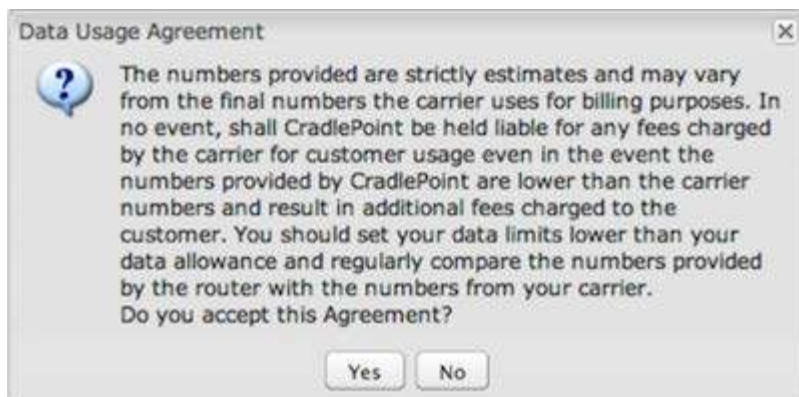 Data Usage Agreement
The numbers provided are strictly estimates and may vary
from the final numbers the carrier uses for billing purposes. In
no event, shall CradlePoint be held liable for any fees charged
by the carrier for customer usage even in the event the
numbers provided by CradlePoint are lower than the carrier
numbers and result in additional fees charged to the
customer. You should set your data limits lower than your
data allowance and regularly compare the numbers provided
by the router with the numbers from your carrier.
Do you accept this Agreement?
Yes No